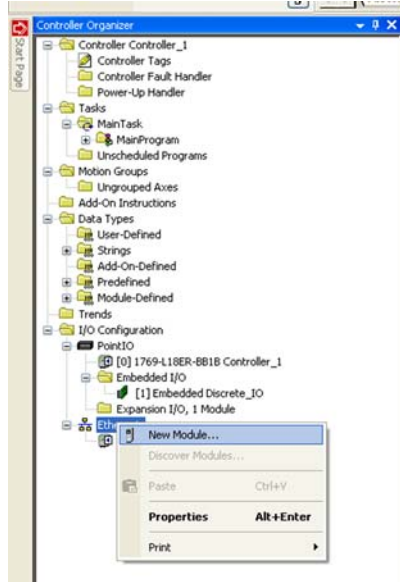 Controller Organizer
Start Page
Controller Controller_1
Controller Tags
Controller Fault Handler
Power-Up Handler
Tasks
MainTask
MainProgram
Unscheduled Programs
Motion Groups
Ungrouped Axes
Add-On Instructions
Data Types
User-Defined
Strings
Add-On-Defined
Predefined
Module-Defined
Trends
I/O Configuration
PointIO
[0] 1769-L18ER-BB1B Controller_1
Embedded I/O
[1] Embedded Discrete_IO
Expansion I/O, 1 Module
New Module...
Discover Modules...
Paste Ctrl+V
Properties Alt+Enter
Print